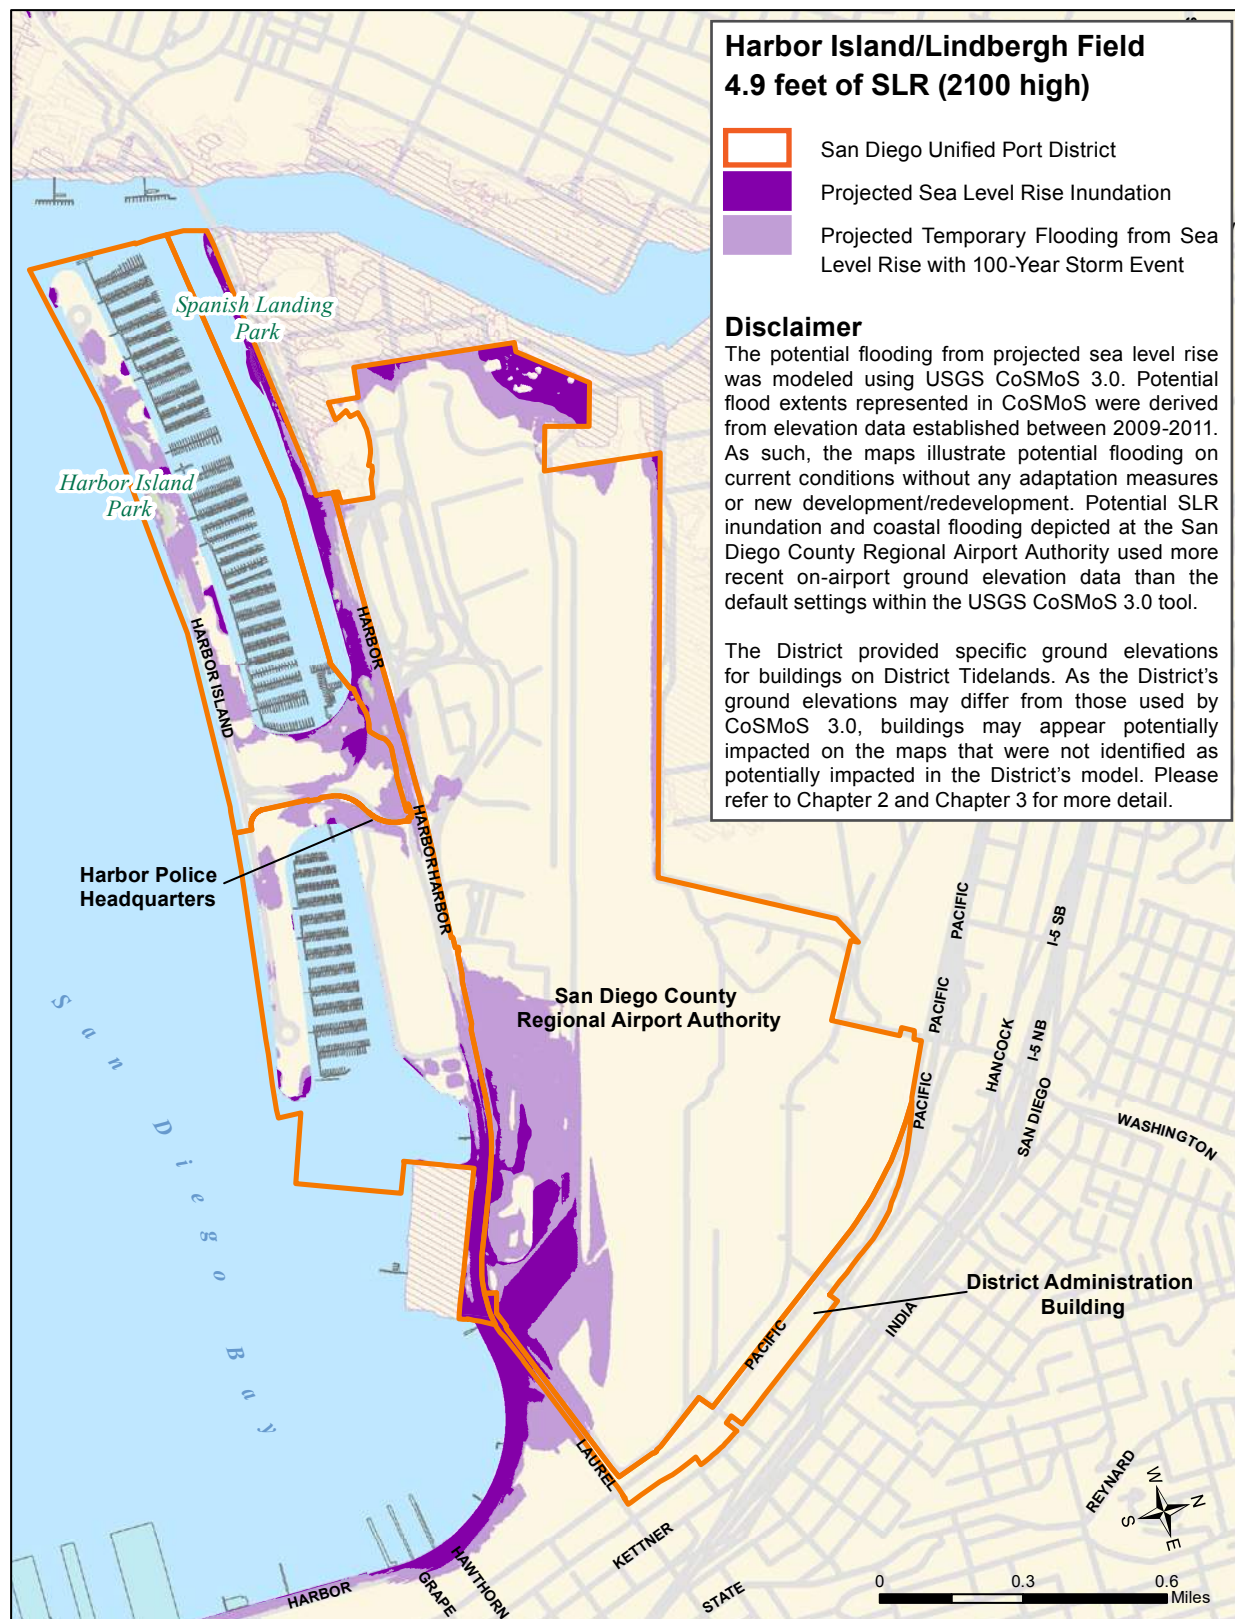 Harbor Island/Lindbergh Field
4.9 feet of SLR (2100 high)
San Diego Unified Port District
Projected Sea Level Rise Inundation
Projected Temporary Flooding from Sea
Level Rise with 100-Year Storm Event
Disclaimer
The potential flooding from projected sea level rise
was modeled using USGS CoSMoS 3.0. Potential
flood extents represented in CoSMoS were derived
from elevation data established between 2009-2011.
As such, the maps illustrate potential flooding on
current conditions without any adaptation measures
or new development/redevelopment. Potential SLR
inundation and coastal flooding depicted at the San
Diego County Regional Airport Authority used more
recent on-airport ground elevation data than the
default settings within the USGS CoSMoS 3.0 tool.
The District provided specific ground elevations
for buildings on District Tidelands. As the District's
ground elevations may differ from those used by
CoSMoS 3.0, buildings may appear potentially
impacted on the maps that were not identified as
potentially impacted in the District's model. Please
refer to Chapter 2 and Chapter 3 for more detail.
Spanish Landing
Park
Harbor Island
Park
HARBOR ISLAND
HARBOR
HARBOR
HARBOR
Harbor Police
Headquarters
San Diego County
Regional Airport Authority
San Diego Bay
PACIFIC
PACIFIC
PACIFIC
I-5 SB
I-5 NB
HANCOCK
SAN DIEGO
WASHINGTON
District Administration
Building
INDIA
PACIFIC
LAUREL
KETTNER
STATE
REYNARD
HAWTHORN
GRAPE
HARBOR
W
N
S
E
0
0.3
0.6
Miles